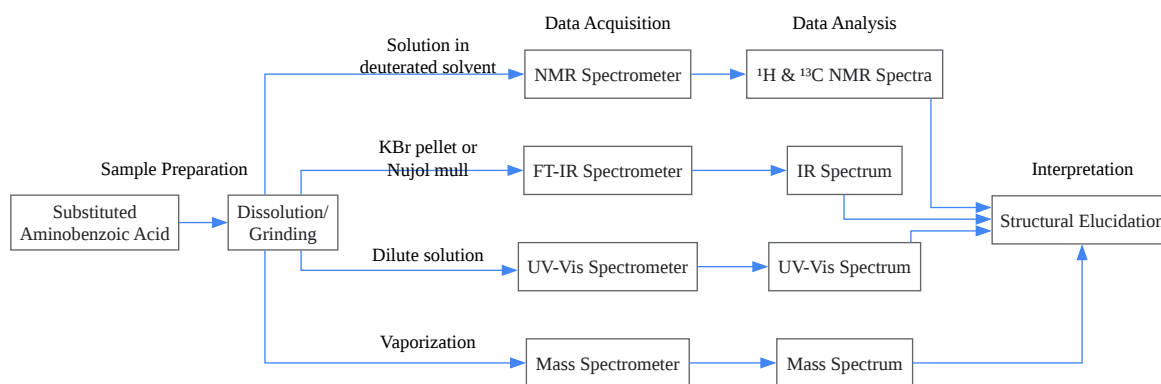 Data Acquisition
Data Analysis
Solution in
deuterated solvent
NMR Spectrometer
¹H & ¹³C NMR Spectra
KBr pellet or
Nujol mull
Sample Preparation
FT-IR Spectrometer
IR Spectrum
Interpretation
Substituted
Aminobenzoic Acid
Dissolution/
Grinding
Structural Elucidation
Dilute solution
UV-Vis Spectrometer
UV-Vis Spectrum
Vaporization
Mass Spectrometer
Mass Spectrum